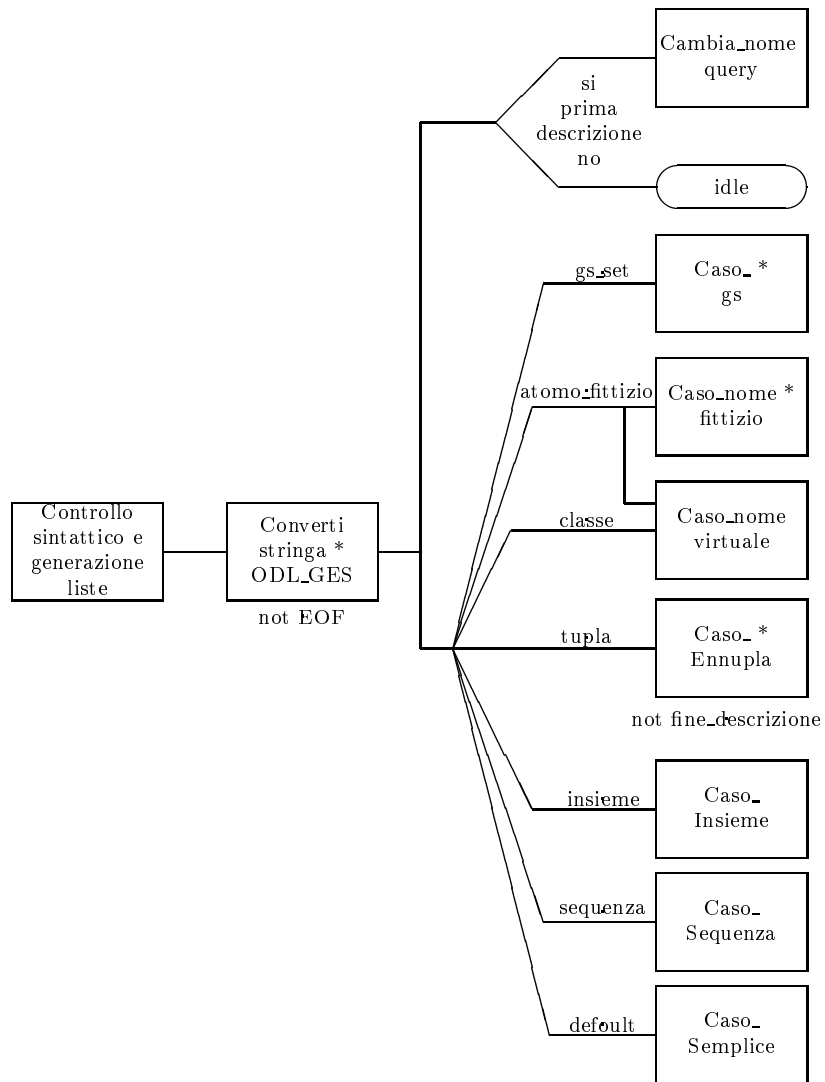 Cambia_nome
query
si
prima
descrizione
no
idle
gs_set
Caso_ *
gs
atomo_fittizio
Caso_nome *
fittizio
classe
Caso_nome
virtuale
Controllo
sintattico e
generazione
liste
Converti
stringa *
ODL_GES
not EOF
tupla
Caso_ *
Ennupla
not fine_descrizione
insieme
Caso_
Insieme
sequenza
Caso_
Sequenza
defoult
Caso_
Semplice